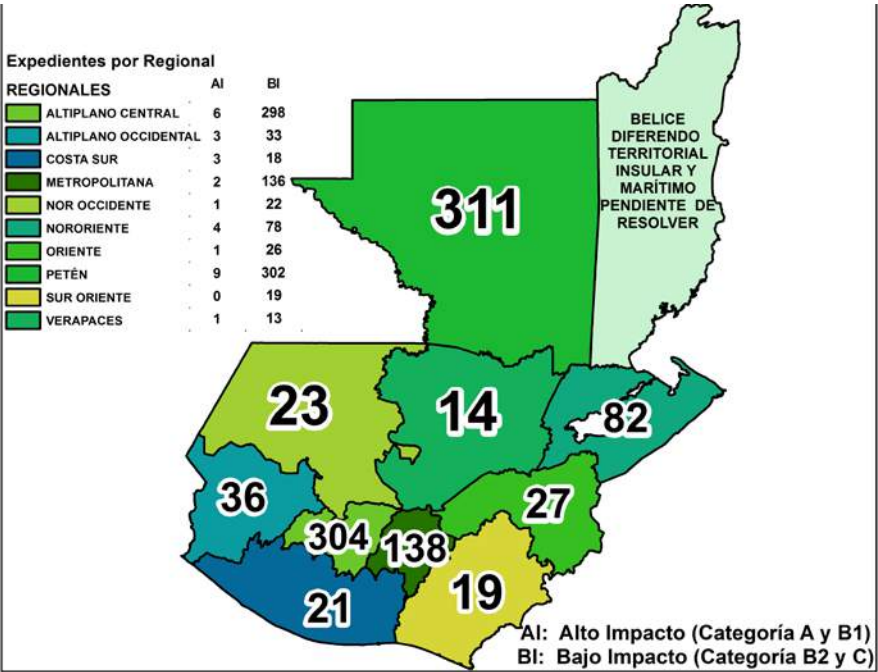 Expedientes por Regional
REGIONALES AI BI
ALTIPLANO CENTRAL 6 298
ALTIPLANO OCCIDENTAL 3 33
COSTA SUR 3 18
METROPOLITANA 2 136
NOR OCCIDENTE 1 22
NORORIENTE 4 78
ORIENTE 1 26
PETÉN 9 302
SUR ORIENTE 0 19
VERAPACES 1 13
BELICE
DIFERENDO
TERRITORIAL
INSULAR Y
MARÍTIMO
PENDIENTE DE
RESOLVER
311
23
14
82
36
27
304
138
21
19
AI: Alto Impacto (Categoría A y B1)
BI: Bajo Impacto (Categoría B2 y C)